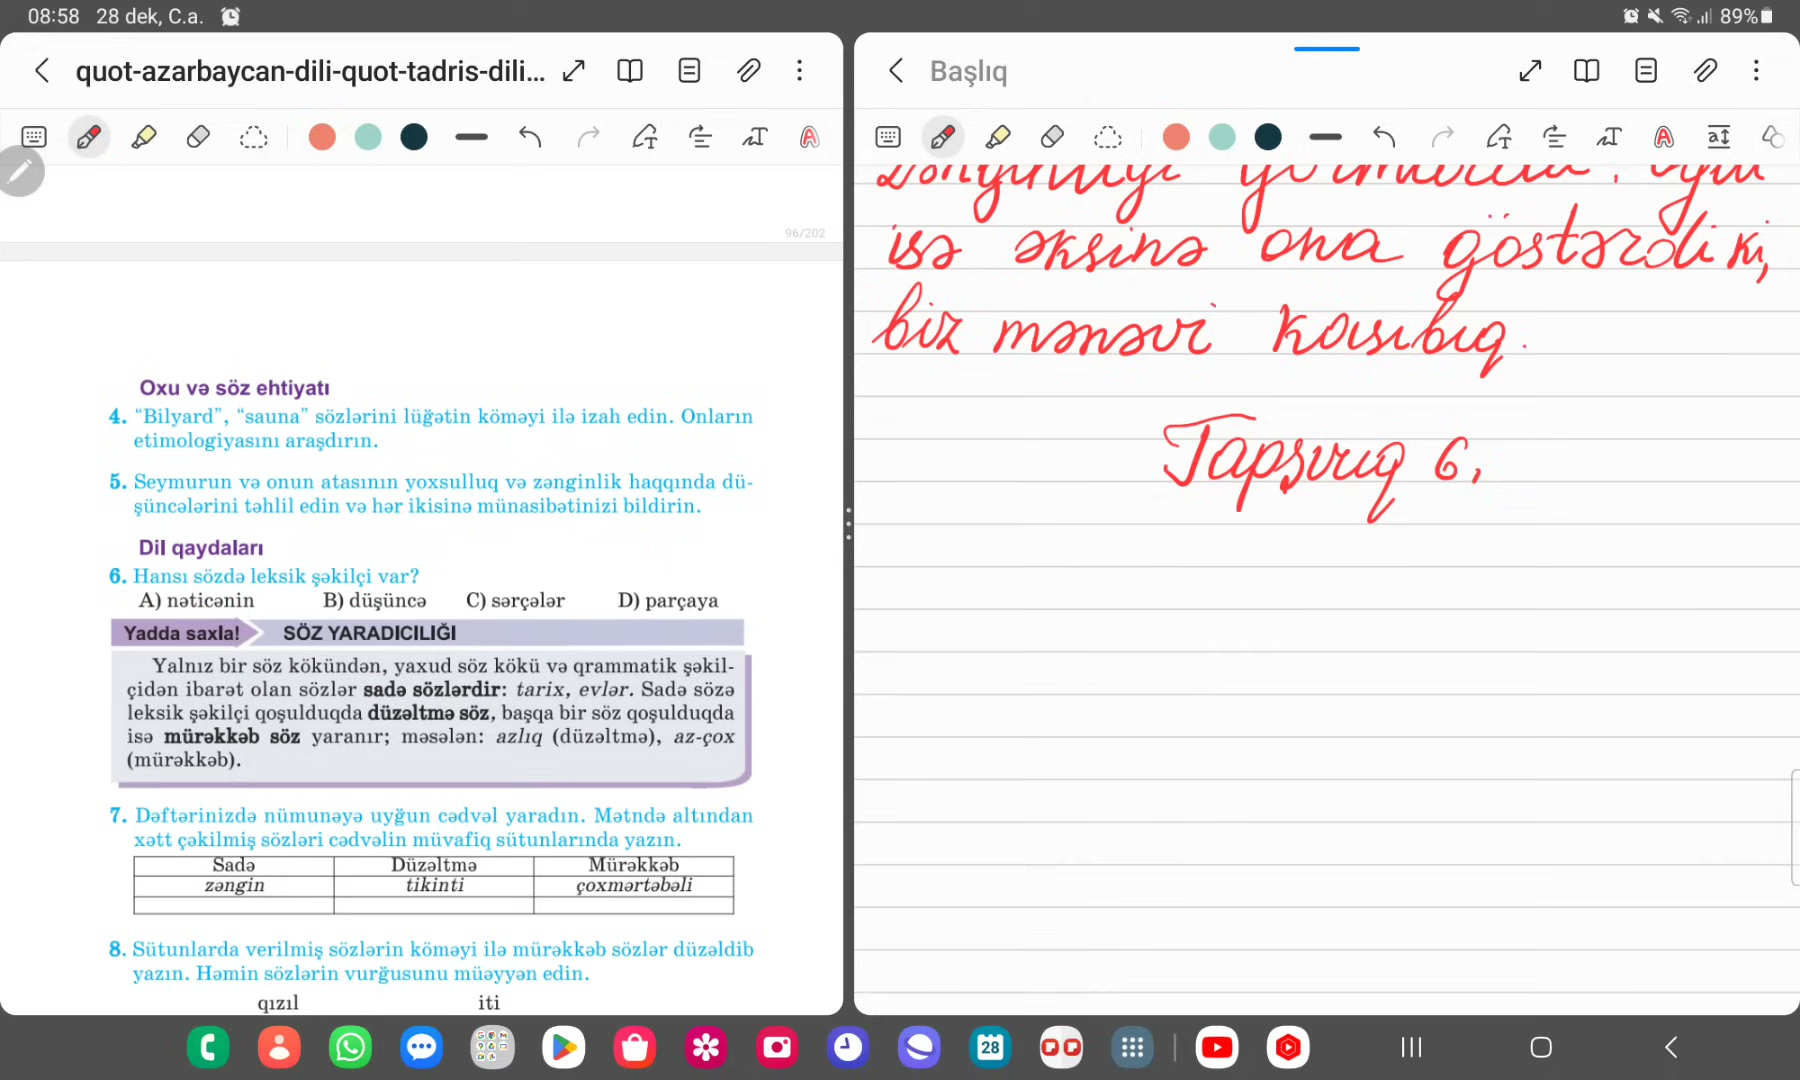 08:58 28 dek, C.a.
89%
quot-azarbaycan-dili-quot-tadris-dili...
96/202
Oxu və söz ehtiyatı
4. “Bilyard”, “sauna” sözlərini lüğətin köməyi ilə izah edin. Onların
etimologiyasını araşdırın.
5. Seymurun və onun atasının yoxsulluq və zənginlik haqqında dü-
şüncələrini təhlil edin və hər ikisinə münasibətinizi bildirin.
Dil qaydaları
6. Hansı sözdə leksik şəkilçi var?
A) nəticənin B) düşüncə C) sərçələr D) parçaya
Yadda saxla! SÖZ YARADICILIĞI
Yalnız bir söz kökündən, yaxud söz kökü və qrammatik şəkil-
çidən ibarət olan sözlər sadə sözlərdir: tarix, evlər. Sadə sözə
leksik şəkilçi qoşulduqda düzəltmə söz, başqa bir söz qoşulduqda
isə mürəkkəb söz yaranır; məsələn: azlıq (düzəltmə), az-çox
(mürəkkəb).
7. Dəftərinizdə nümunəyə uyğun cədvəl yaradın. Mətndə altından
xətt çəkilmiş sözləri cədvəlin müvafiq sütunlarında yazın.
Sadə Düzəltmə Mürəkkəb
zəngin tikinti çoxmərtəbəli
8. Sütunlarda verilmiş sözlərin köməyi ilə mürəkkəb sözlər düzəldib
yazın. Həmin sözlərin vurğusunu müəyyən edin.
qızıl iti
Başlıq
isə əksinə ona göstərdi ki,
biz mənəvi kasıbıq.
Tapşırıq 6.
28